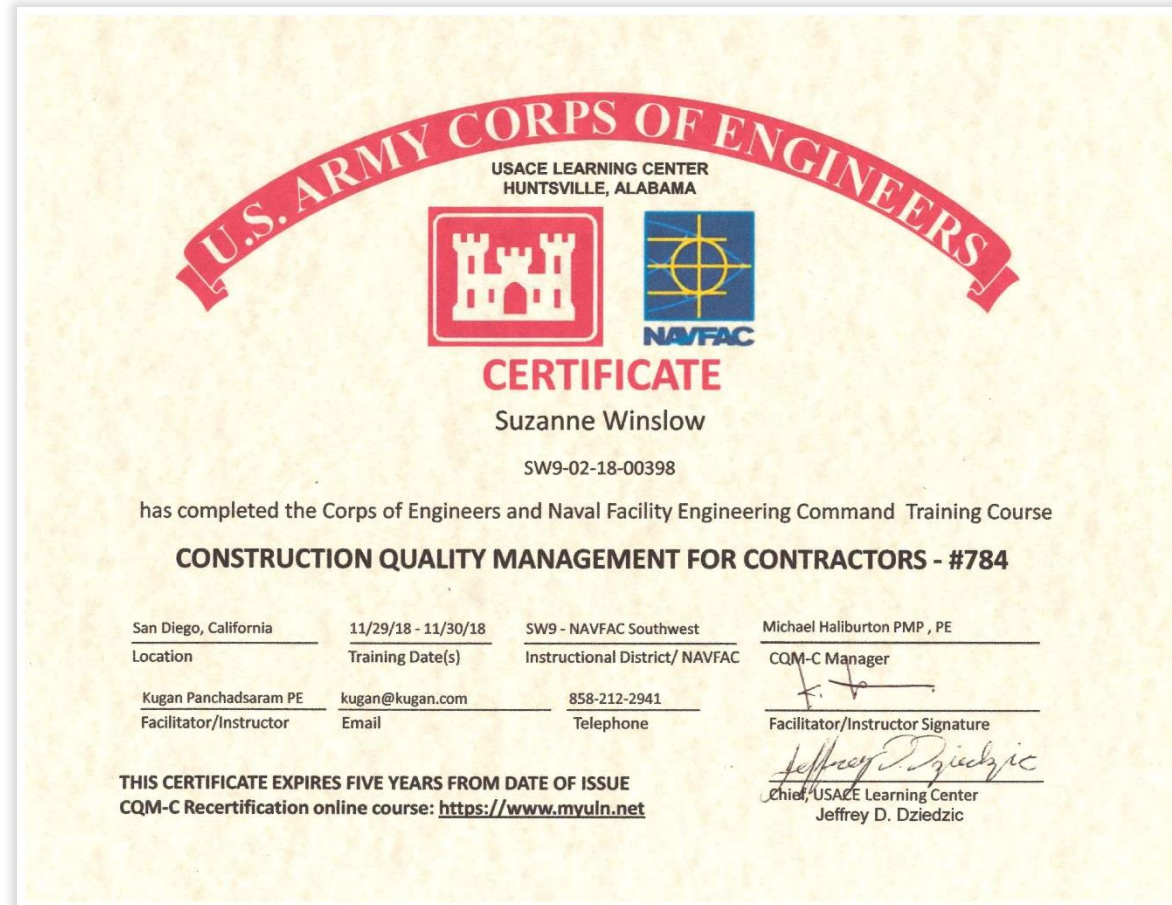 U.S. ARMY CORPS OF ENGINEERS
USACE LEARNING CENTER
HUNTSVILLE, ALABAMA
NAVFAC
CERTIFICATE
Suzanne Winslow
SW9-02-18-00398
has completed the Corps of Engineers and Naval Facility Engineering Command Training Course
CONSTRUCTION QUALITY MANAGEMENT FOR CONTRACTORS - #784
San Diego, California 11/29/18 - 11/30/18 SW9 - NAVFAC Southwest Michael Haliburton PMP , PE
Location Training Date(s) Instructional District/ NAVFAC CQM-C Manager
Kugan Panchadsaram PE kugan@kugan.com 858-212-2941
Facilitator/Instructor Email Telephone Facilitator/Instructor Signature
Jeffrey D. Dziedzic
THIS CERTIFICATE EXPIRES FIVE YEARS FROM DATE OF ISSUE
Chief, USACE Learning Center
CQM-C Recertification online course: https://www.myuln.net
Jeffrey D. Dziedzic